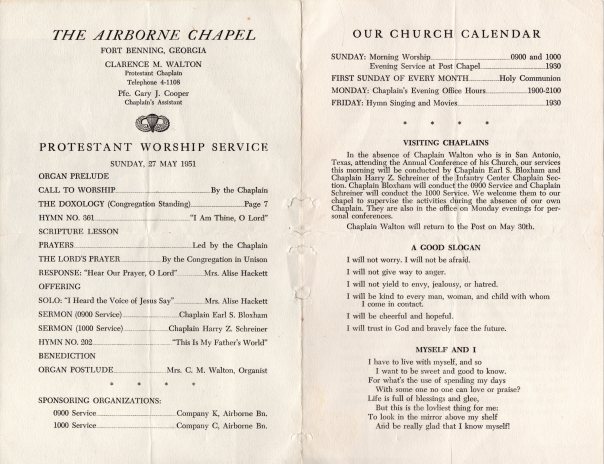 THE AIRBORNE CHAPEL
FORT BENNING, GEORGIA
CLARENCE M. WALTON
Protestant Chaplain
Telephone 4-1108
Pfc. Gary J. Cooper
Chaplain's Assistant
PROTESTANT WORSHIP SERVICE
SUNDAY, 27 MAY 1951
ORGAN PRELUDE
CALL TO WORSHIP By the Chaplain
THE DOXOLOGY (Congregation Standing) Page 7
HYMN NO. 361 "I Am Thine, O Lord"
SCRIPTURE LESSON
PRAYERS Led by the Chaplain
THE LORD'S PRAYER By the Congregation in Unison
RESPONSE: "Hear Our Prayer, O Lord" Mrs. Alise Hackett
OFFERING
SOLO: "I Heard the Voice of Jesus Say" Mrs. Alise Hackett
SERMON (0900 Service) Chaplain Earl S. Bloxham
SERMON (1000 Service) Chaplain Harry Z. Schreiner
HYMN NO. 202 "This Is My Father's World"
BENEDICTION
ORGAN POSTLUDE Mrs. C. M. Walton, Organist
* * * *
SPONSORING ORGANIZATIONS:
0900 Service Company K, Airborne Bn.
1000 Service Company C, Airborne Bn.
OUR CHURCH CALENDAR
SUNDAY: Morning Worship 0900 and 1000
Evening Service at Post Chapel 1930
FIRST SUNDAY OF EVERY MONTH Holy Communion
MONDAY: Chaplain's Evening Office Hours 1900-2100
FRIDAY: Hymn Singing and Movies 1930
* * * *
VISITING CHAPLAINS
In the absence of Chaplain Walton who is in San Antonio,
Texas, attending the Annual Conference of his Church, our services
this morning will be conducted by Chaplain Earl S. Bloxham and
Chaplain Harry Z. Schreiner of the Infantry Center Chaplain Sec-
tion. Chaplain Bloxham will conduct the 0900 Service and Chaplain
Schreiner will conduct the 1000 Service. We welcome them to our
chapel to supervise the activities during the absence of our own
Chaplain. They are also in the office on Monday evenings for per-
sonal conferences.
Chaplain Walton will return to the Post on May 30th.
A GOOD SLOGAN
I will not worry. I will not be afraid.
I will not give way to anger.
I will not yield to envy, jealousy, or hatred.
I will be kind to every man, woman, and child with whom
I come in contact.
I will be cheerful and hopeful.
I will trust in God and bravely face the future.
MYSELF AND I
I have to live with myself, and so
I want to be sweet and good to know.
For what's the use of spending my days
With some one no one can love or praise?
Life is full of blessings and glee,
But this is the lovliest thing for me:
To look in the mirror above my shelf
And be really glad that I know myself!